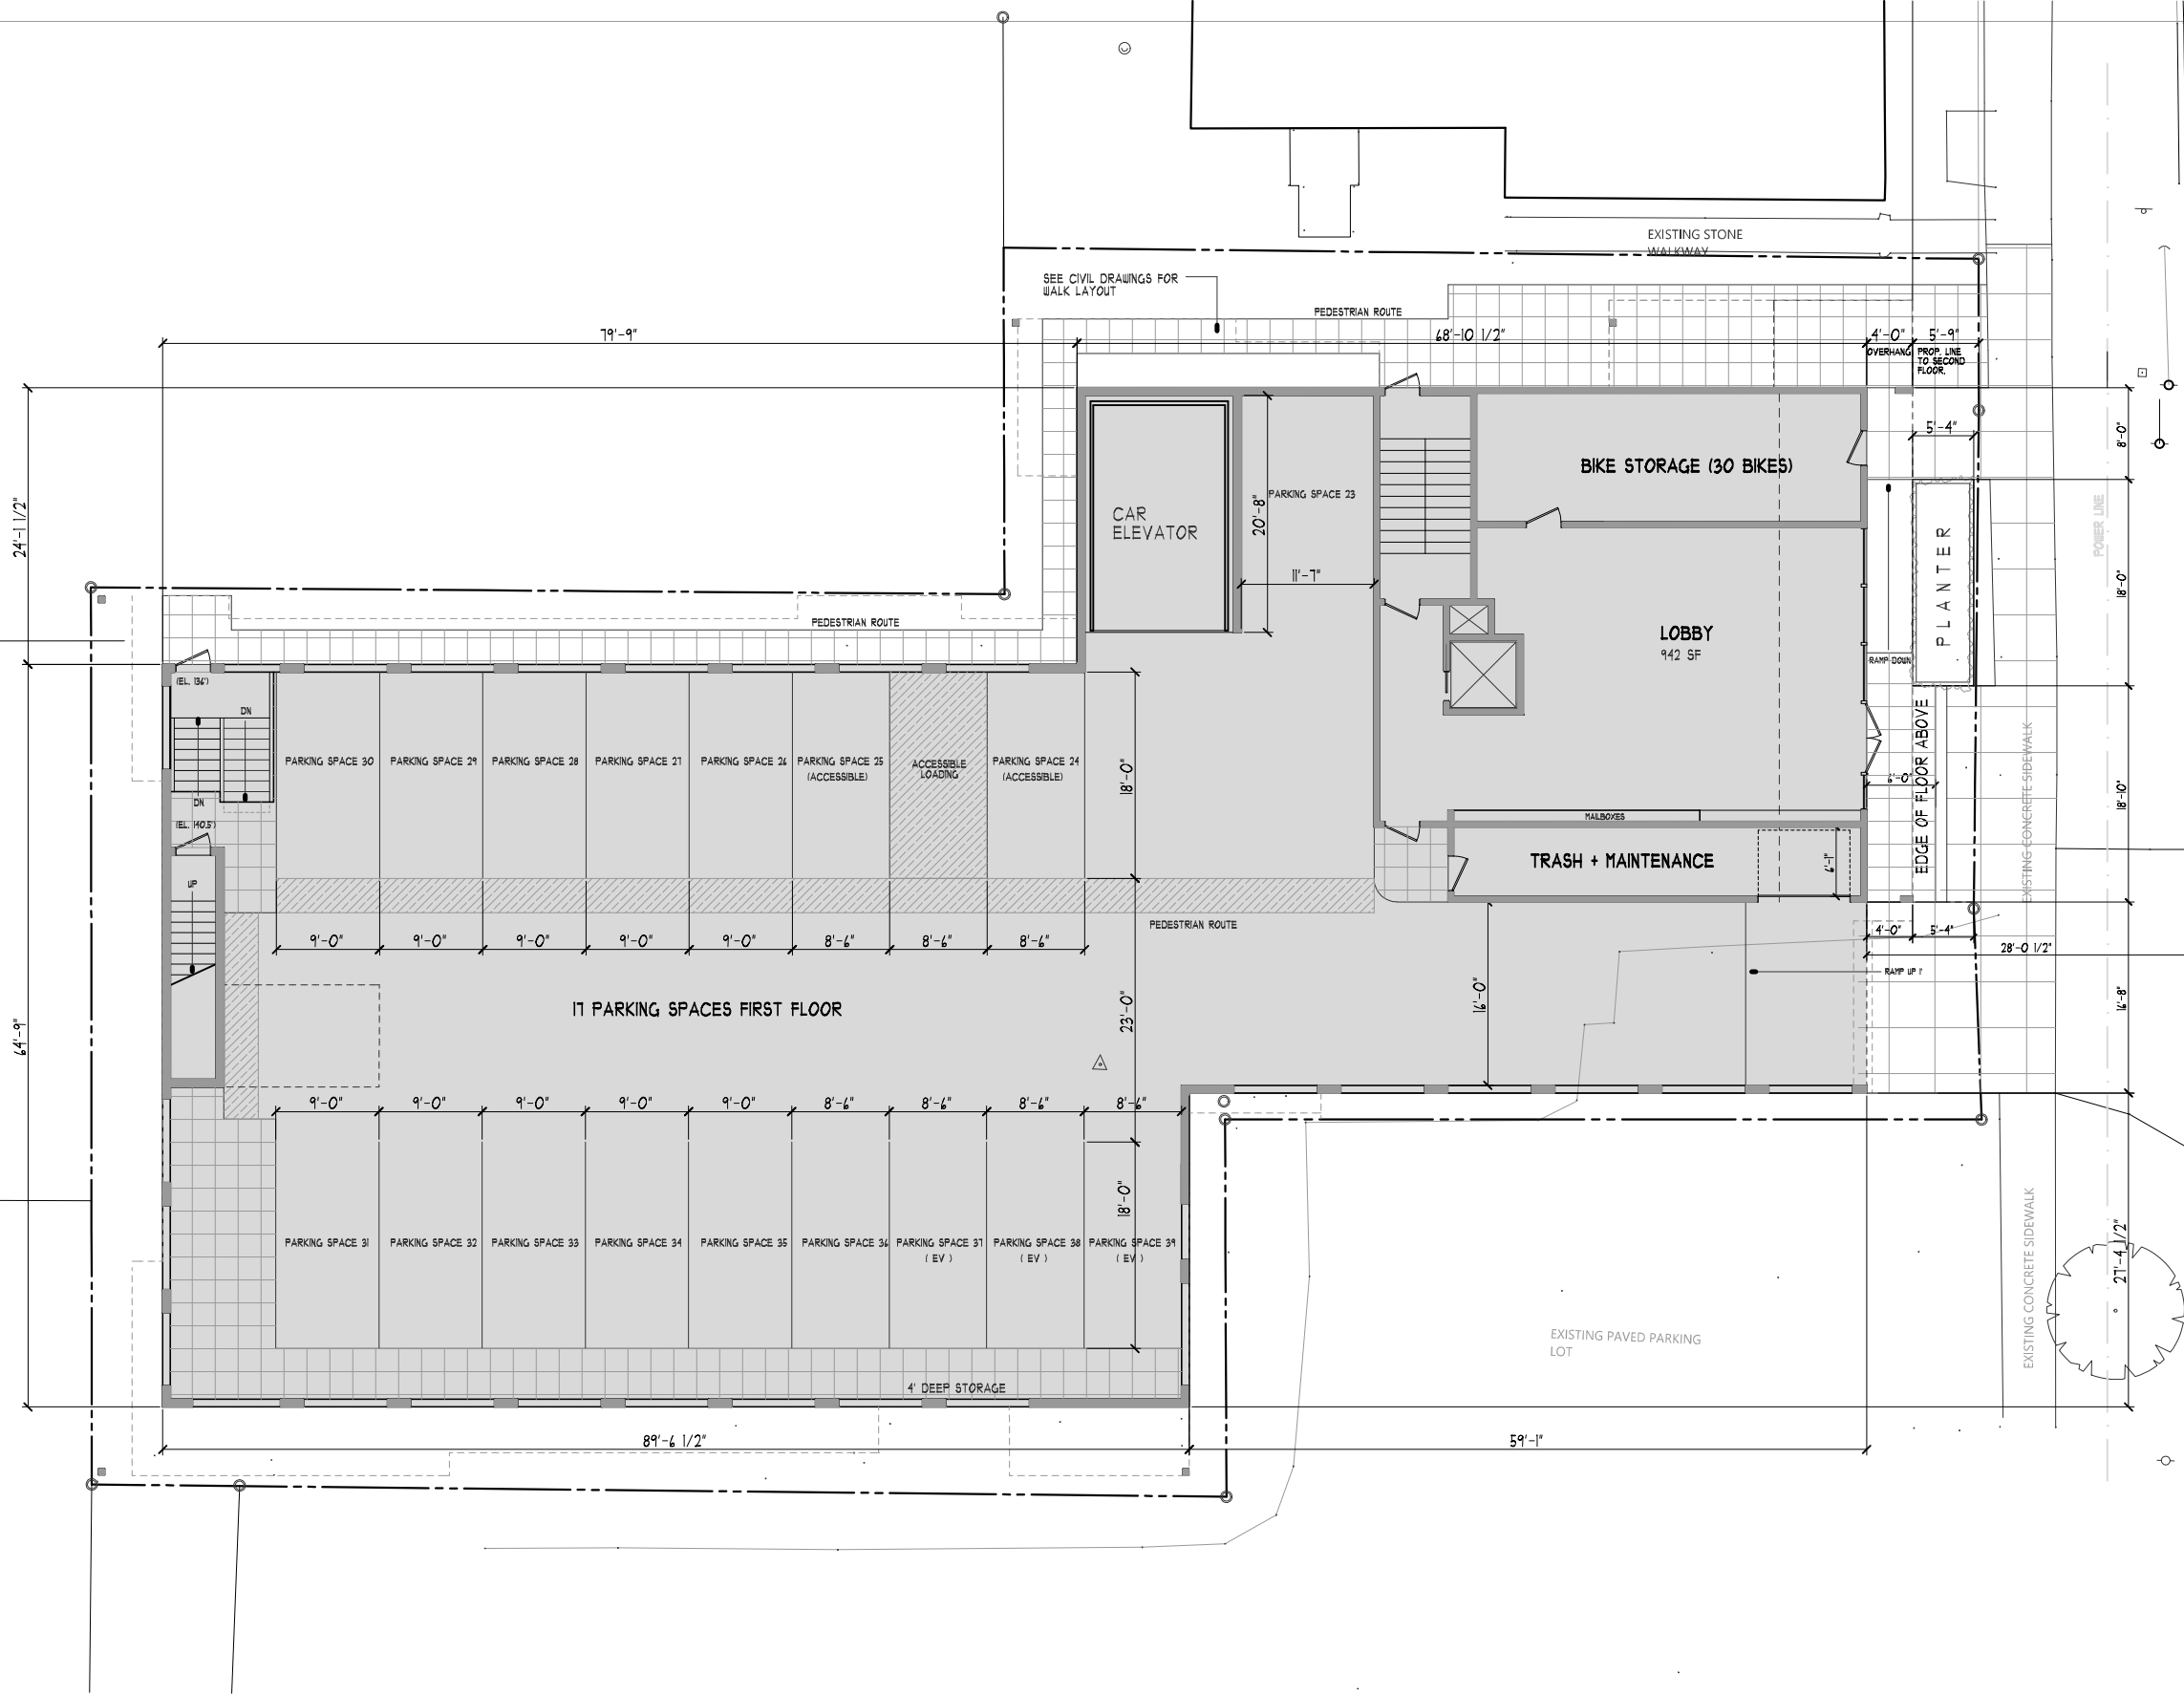 EXISTING STONE
WALKWAY
SEE CIVIL DRAWINGS FOR
WALK LAYOUT
PEDESTRIAN ROUTE
79'-9"
68'-10 1/2"
4'-0"
5'-9"
OVERHANG
PROP. LINE
TO SECOND
FLOOR.
5'-4"
8'-0"
24'-1 1/2"
BIKE STORAGE (30 BIKES)
CAR
ELEVATOR
20'-8"
PARKING SPACE 23
11'-7"
POWER LINE
PLANTER
18'-0"
PEDESTRIAN ROUTE
LOBBY
942 SF
RAMP DOWN
(EL. 136')
DN
DN
(EL. 140.5')
UP
PARKING SPACE 30
PARKING SPACE 29
PARKING SPACE 28
PARKING SPACE 27
PARKING SPACE 26
PARKING SPACE 25
(ACCESSIBLE)
ACCESSIBLE
LOADING
PARKING SPACE 24
(ACCESSIBLE)
18'-0"
6'-0"
EDGE OF FLOOR ABOVE
EXISTING CONCRETE SIDEWALK
18'-10"
MAILBOXES
TRASH + MAINTENANCE
6'-1"
PEDESTRIAN ROUTE
9'-0"
9'-0"
9'-0"
9'-0"
9'-0"
8'-6"
8'-6"
8'-6"
4'-0"
5'-4"
28'-0 1/2"
RAMP UP 1'
17 PARKING SPACES FIRST FLOOR
23'-0"
16'-0"
16'-8"
64'-9"
9'-0"
9'-0"
9'-0"
9'-0"
9'-0"
8'-6"
8'-6"
8'-6"
8'-6"
18'-0"
PARKING SPACE 31
PARKING SPACE 32
PARKING SPACE 33
PARKING SPACE 34
PARKING SPACE 35
PARKING SPACE 36
PARKING SPACE 37
( EV )
PARKING SPACE 38
( EV )
PARKING SPACE 39
( EV )
EXISTING CONCRETE SIDEWALK
27'-4 1/2"
EXISTING PAVED PARKING
LOT
4' DEEP STORAGE
89'-6 1/2"
59'-1"